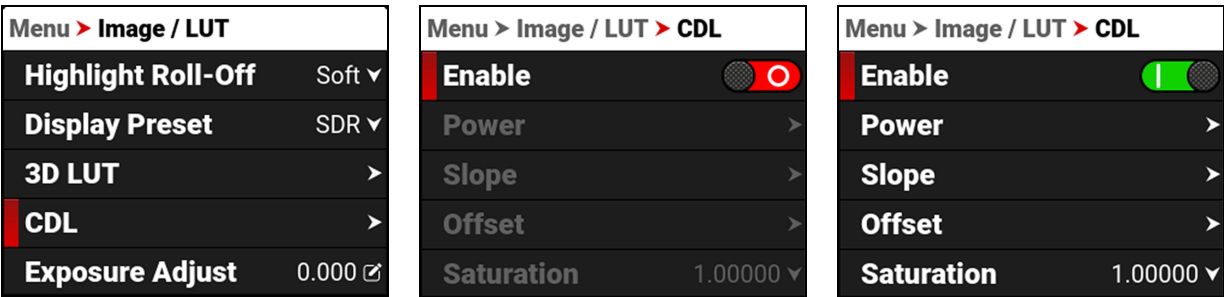 Menu ➤ Image / LUT
Highlight Roll-Off Soft
Display Preset SDR
3D LUT
CDL
Exposure Adjust 0.000
Menu ➤ Image / LUT ➤ CDL
Enable
Power
Slope
Offset
Saturation 1.00000
Menu ➤ Image / LUT ➤ CDL
Enable
Power
Slope
Offset
Saturation 1.00000